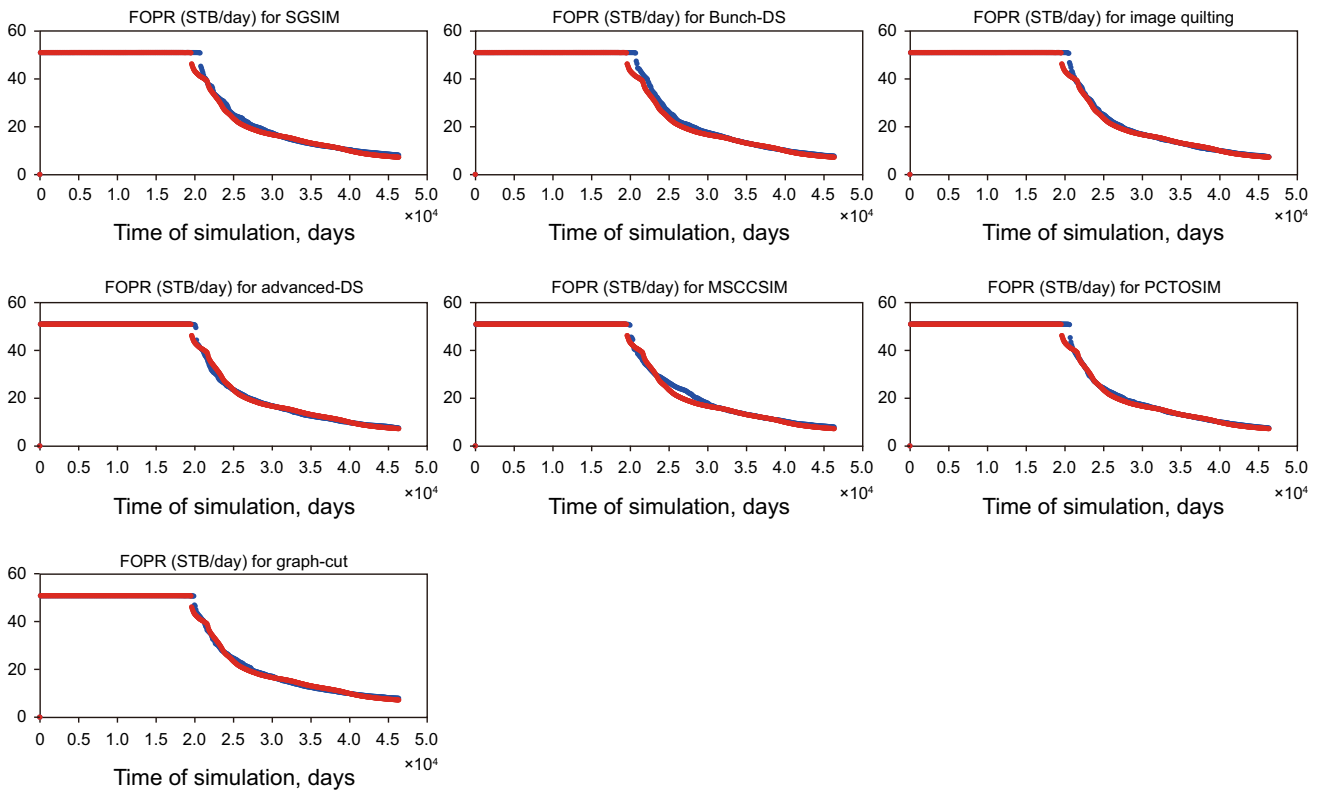 FOPR (STB/day) for SGSIM
60
40
20
0
0 0.5 1.0 1.5 2.0 2.5 3.0 3.5 4.0 4.5 5.0
×10⁴
Time of simulation, days
FOPR (STB/day) for Bunch-DS
60
40
20
0
0 0.5 1.0 1.5 2.0 2.5 3.0 3.5 4.0 4.5 5.0
×10⁴
Time of simulation, days
FOPR (STB/day) for image quilting
60
40
20
0
0 0.5 1.0 1.5 2.0 2.5 3.0 3.5 4.0 4.5 5.0
×10⁴
Time of simulation, days
FOPR (STB/day) for advanced-DS
60
40
20
0
0 0.5 1.0 1.5 2.0 2.5 3.0 3.5 4.0 4.5 5.0
×10⁴
Time of simulation, days
FOPR (STB/day) for MSCCSIM
60
40
20
0
0 0.5 1.0 1.5 2.0 2.5 3.0 3.5 4.0 4.5 5.0
×10⁴
Time of simulation, days
FOPR (STB/day) for PCTOSIM
60
40
20
0
0 0.5 1.0 1.5 2.0 2.5 3.0 3.5 4.0 4.5 5.0
×10⁴
Time of simulation, days
FOPR (STB/day) for graph-cut
60
40
20
0
0 0.5 1.0 1.5 2.0 2.5 3.0 3.5 4.0 4.5 5.0
×10⁴
Time of simulation, days